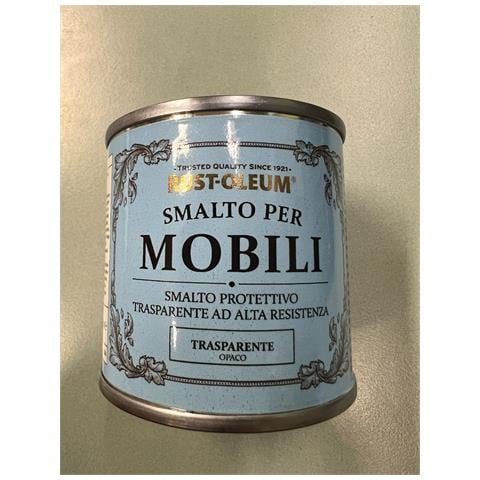 • TRUSTED QUALITY SINCE 1921 •
RUST-OLEUM®
SMALTO PER
MOBILI
SMALTO PROTETTIVO
TRASPARENTE AD ALTA RESISTENZA
TRASPARENTE
OPACO